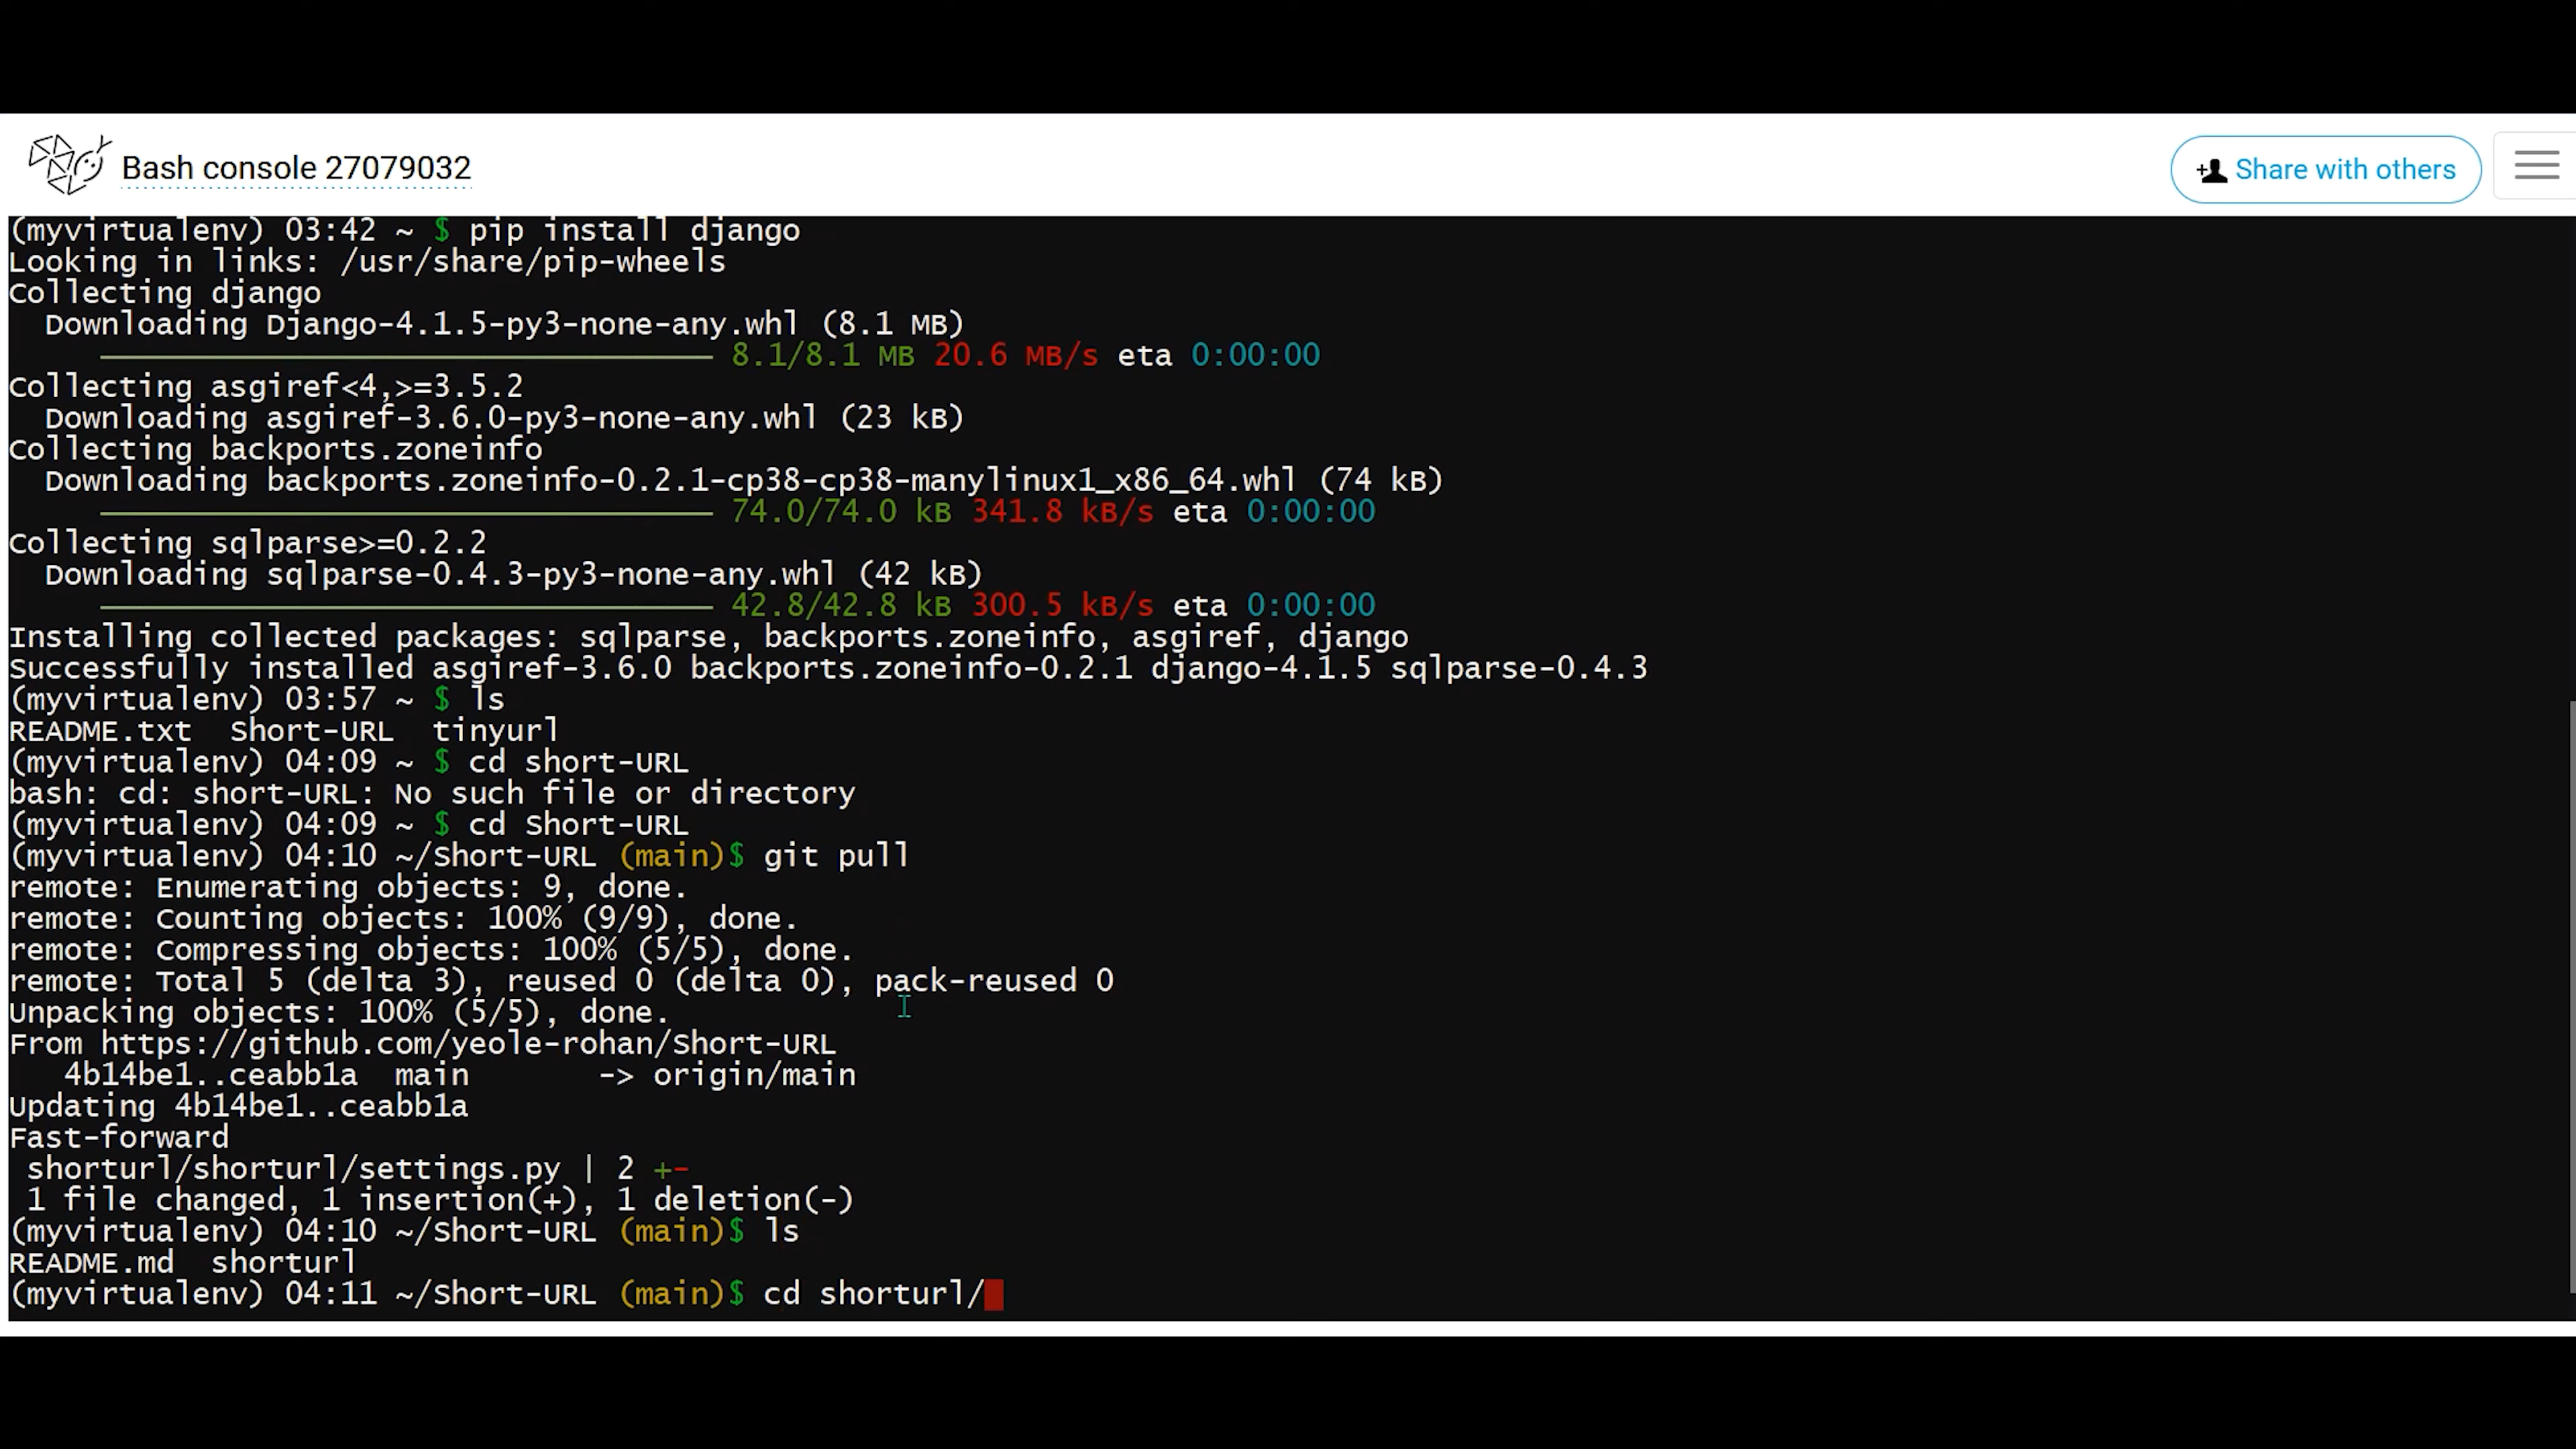 Bash console 27079032
Share with others
(myvirtualenv) 03:42 ~ $ pip install django
Looking in links: /usr/share/pip-wheels
Collecting django
  Downloading Django-4.1.5-py3-none-any.whl (8.1 MB)
8.1/8.1 MB 20.6 MB/s eta 0:00:00
Collecting asgiref<4,>=3.5.2
  Downloading asgiref-3.6.0-py3-none-any.whl (23 kB)
Collecting backports.zoneinfo
  Downloading backports.zoneinfo-0.2.1-cp38-cp38-manylinux1_x86_64.whl (74 kB)
74.0/74.0 kB 341.8 kB/s eta 0:00:00
Collecting sqlparse>=0.2.2
  Downloading sqlparse-0.4.3-py3-none-any.whl (42 kB)
42.8/42.8 kB 300.5 kB/s eta 0:00:00
Installing collected packages: sqlparse, backports.zoneinfo, asgiref, django
Successfully installed asgiref-3.6.0 backports.zoneinfo-0.2.1 django-4.1.5 sqlparse-0.4.3
(myvirtualenv) 03:57 ~ $ ls
README.txt  Short-URL  tinyurl
(myvirtualenv) 04:09 ~ $ cd short-URL
bash: cd: short-URL: No such file or directory
(myvirtualenv) 04:09 ~ $ cd Short-URL
(myvirtualenv) 04:10 ~/Short-URL (main)$ git pull
remote: Enumerating objects: 9, done.
remote: Counting objects: 100% (9/9), done.
remote: Compressing objects: 100% (5/5), done.
remote: Total 5 (delta 3), reused 0 (delta 0), pack-reused 0
Unpacking objects: 100% (5/5), done.
From https://github.com/yeole-rohan/Short-URL
   4b14be1..ceabb1a  main       -> origin/main
Updating 4b14be1..ceabb1a
Fast-forward
 shorturl/shorturl/settings.py | 2 +-
 1 file changed, 1 insertion(+), 1 deletion(-)
(myvirtualenv) 04:10 ~/Short-URL (main)$ ls
README.md  shorturl
(myvirtualenv) 04:11 ~/Short-URL (main)$ cd shorturl/